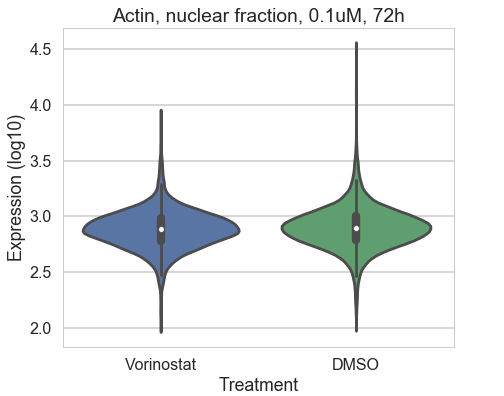 Actin, nuclear fraction, 0.1uM, 72h
Expression (log10)
4.5
4.0
3.5
3.0
2.5
2.0
Vorinostat DMSO
Treatment